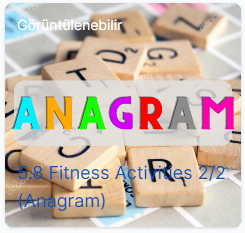 Görüntülenebilir
ANAGRAM
5.8 Fitness Activities 2/2
(Anagram)